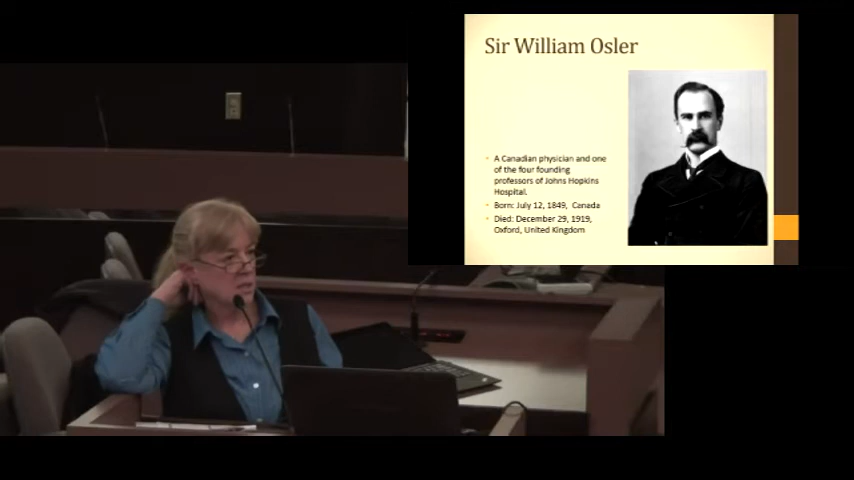 Sir William Osler
A Canadian physician and one
of the four founding
professors of Johns Hopkins
Hospital.
Born: July 12, 1849, Canada
Died: December 29, 1919,
Oxford, United Kingdom